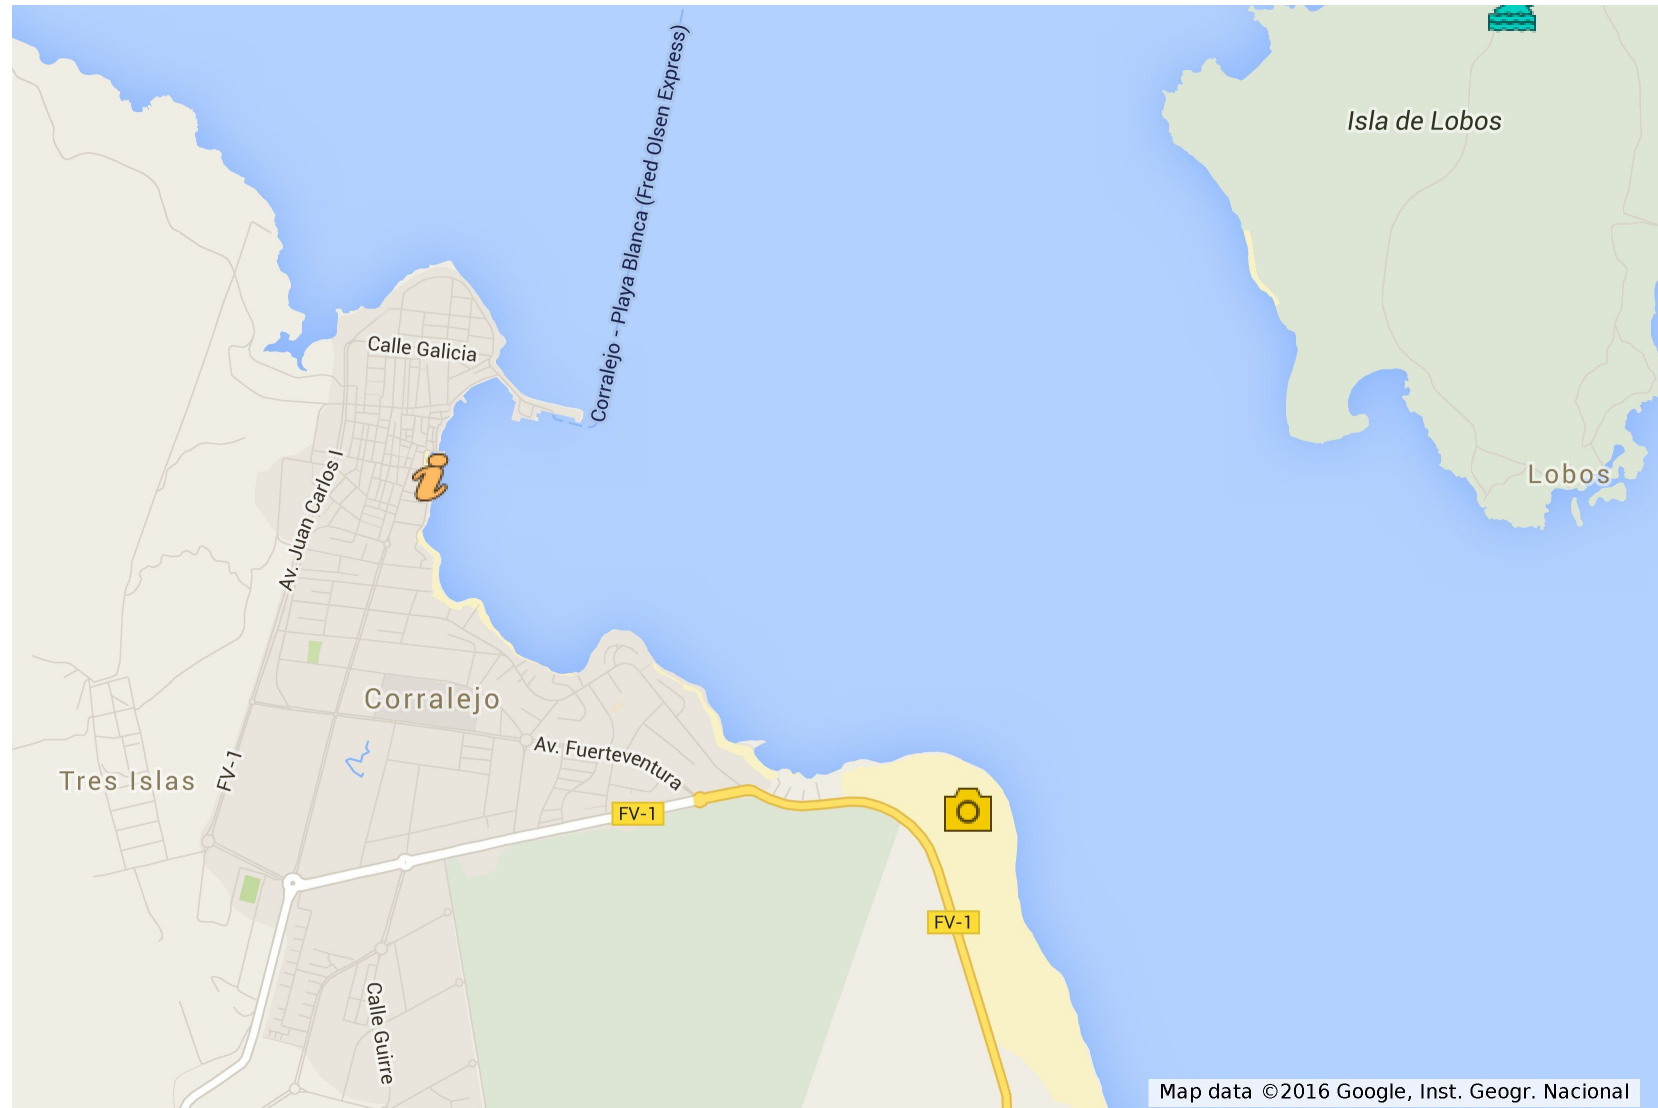 Corralejo - Playa Blanca (Fred Olsen Express)
Isla de Lobos
Calle Galicia
Lobos
Av. Juan Carlos I
Corralejo
Av. Fuerteventura
Tres Islas
FV-1
FV-1
FV-1
Calle Guirre
Map data ©2016 Google, Inst. Geogr. Nacional